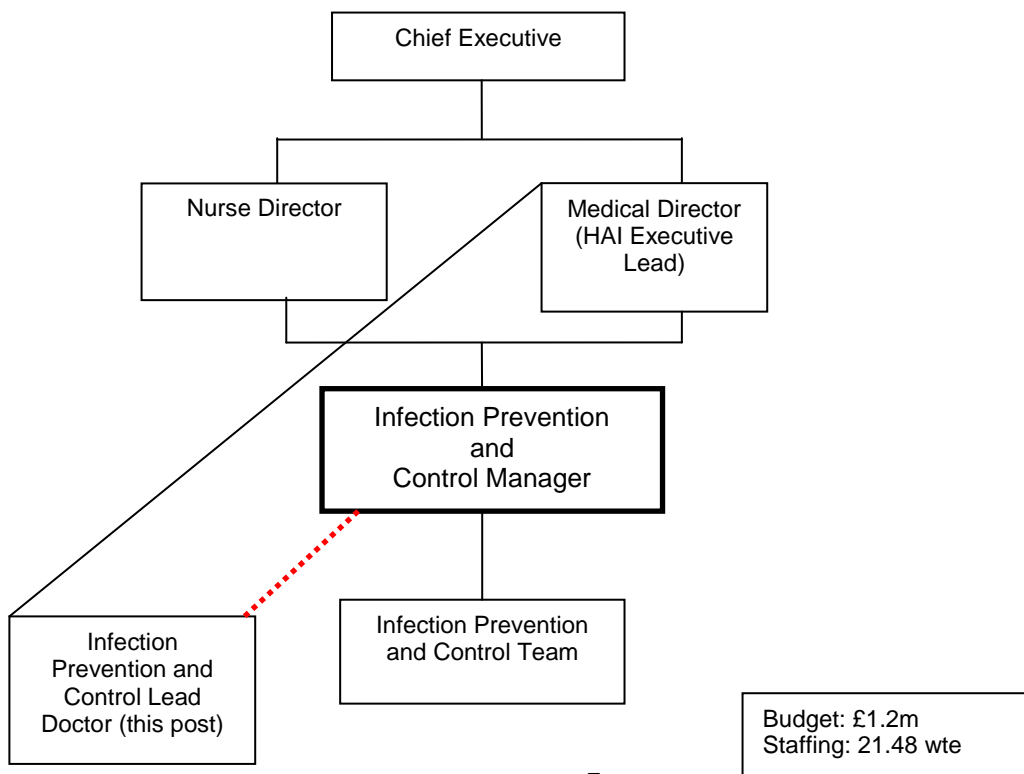 Chief Executive
Nurse Director
Medical Director
(HAI Executive
Lead)
Infection Prevention
and
Control Manager
Infection Prevention
and Control Team
Infection
Prevention and
Control Lead
Doctor (this post)
Budget: £1.2m
Staffing: 21.48 wte